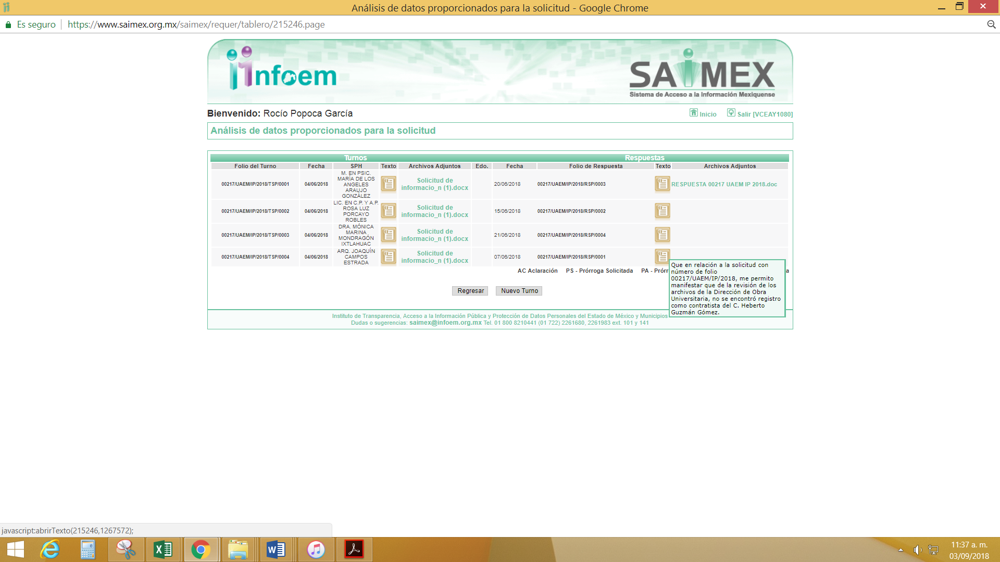 Análisis de datos proporcionados para la solicitud - Google Chrome
Es seguro https://www.saimex.org.mx/saimex/requer/tablero/215246.page
infoem
SAIMEX
Sistema de Acceso a la Información Mexiquense
Bienvenido: Rocío Popoca García
Inicio Salir [VCEAY1080]
Análisis de datos proporcionados para la solicitud
Turnos Respuestas
Folio del Turno Fecha SPH Texto Archivos Adjuntos Edo. Fecha Folio de Respuesta Texto Archivos Adjuntos
00217/UAEM/IP/2018/TSP/0001 04/06/2018 M. EN PSIC. MARÍA DE LOS ANGELES ARAUJO GONZÁLEZ Solicitud de informacio_n (1).docx 20/06/2018 00217/UAEM/IP/2018/RSP/0003 RESPUESTA 00217 UAEM IP 2018.doc
00217/UAEM/IP/2018/TSP/0002 04/06/2018 LIC. EN C.P. Y A.P. ROSA LUZ PORCAYO ROBLES Solicitud de informacio_n (1).docx 15/06/2018 00217/UAEM/IP/2018/RSP/0002
00217/UAEM/IP/2018/TSP/0003 04/06/2018 DRA. MÓNICA MARINA MONDRAGÓN IXTLAHUAC Solicitud de informacio_n (1).docx 21/06/2018 00217/UAEM/IP/2018/RSP/0004
00217/UAEM/IP/2018/TSP/0004 04/06/2018 ARQ. JOAQUÍN CAMPOS ESTRADA Solicitud de informacio_n (1).docx 07/06/2018 00217/UAEM/IP/2018/RSP/0001
AC Aclaración PS - Prórroga Solicitada PA - Prórr a
Que en relación a la solicitud con
número de folio
00217/UAEM/IP/2018, me permito
manifestar que de la revisión de los
archivos de la Dirección de Obra
Universitaria, no se encontró registro
como contratista del C. Heberto
Guzmán Gómez.
Regresar Nuevo Turno
Instituto de Transparencia, Acceso a la Información Pública y Protección de Datos Personales del Estado de México y Municipios
Dudas o sugerencias: saimex@infoem.org.mx Tel. 01 800 8210441 (01 722) 2261680, 2261983 ext. 101 y 141
javascript:abrirTexto(215246,1267572);
11:37 a. m.
03/09/2018